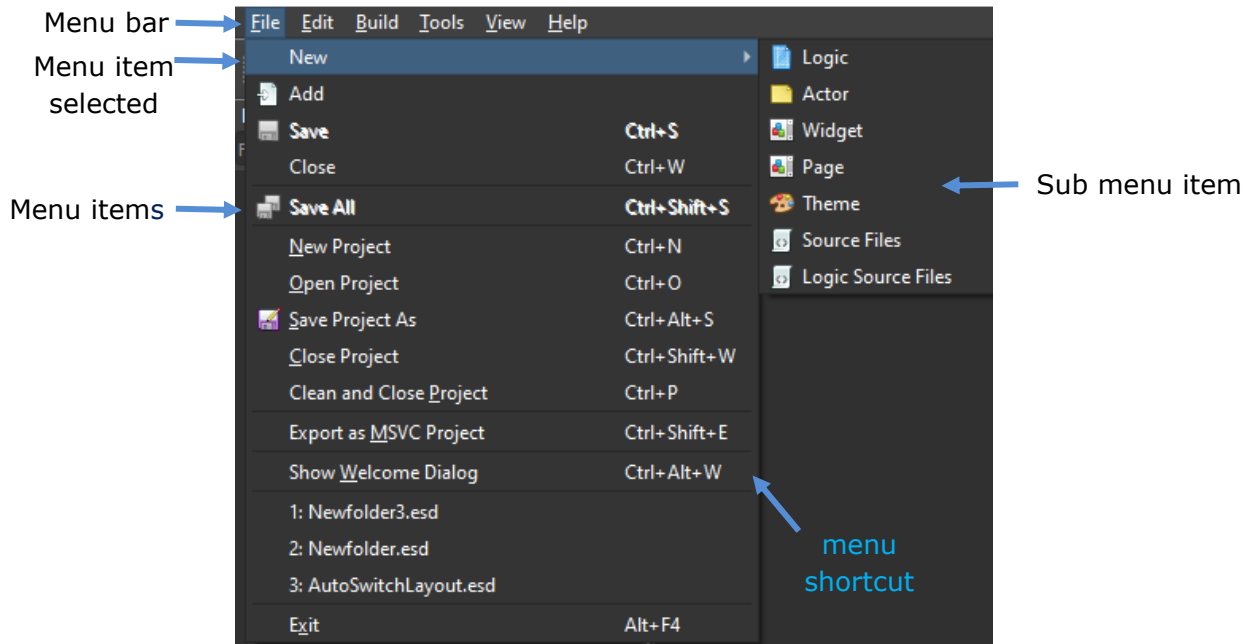 Menu bar
File Edit Build Tools View Help
Menu item
selected
New
Add
Save Ctrl+S
Close Ctrl+W
Menu items
Save All Ctrl+Shift+S
New Project Ctrl+N
Open Project Ctrl+O
Save Project As Ctrl+Alt+S
Close Project Ctrl+Shift+W
Clean and Close Project Ctrl+P
Export as MSVC Project Ctrl+Shift+E
Show Welcome Dialog Ctrl+Alt+W
1: Newfolder3.esd
2: Newfolder.esd
3: AutoSwitchLayout.esd
Exit Alt+F4
Logic
Actor
Widget
Page
Theme
Source Files
Logic Source Files
Sub menu item
menu
shortcut